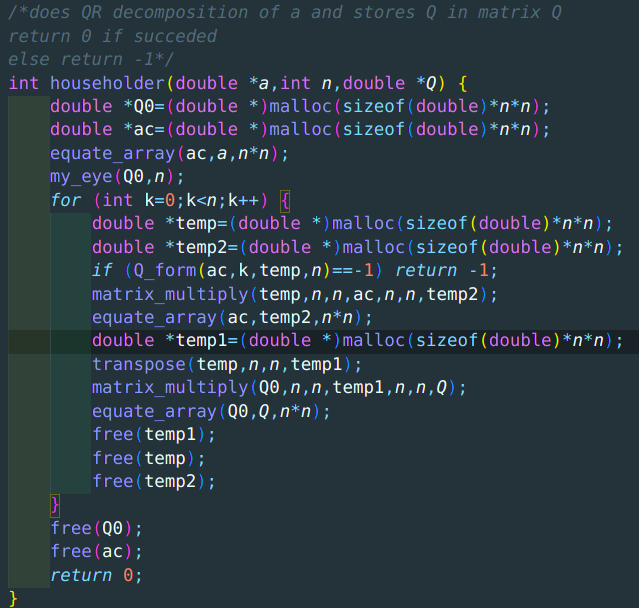 /*does QR decomposition of a and stores Q in matrix Q
return 0 if succeded
else return -1*/
int householder(double *a,int n,double *Q) {
    double *Q0=(double *)malloc(sizeof(double)*n*n);
    double *ac=(double *)malloc(sizeof(double)*n*n);
    equate_array(ac,a,n*n);
    my_eye(Q0,n);
    for (int k=0;k<n;k++) {
        double *temp=(double *)malloc(sizeof(double)*n*n);
        double *temp2=(double *)malloc(sizeof(double)*n*n);
        if (Q_form(ac,k,temp,n)==-1) return -1;
        matrix_multiply(temp,n,n,ac,n,n,temp2);
        equate_array(ac,temp2,n*n);
        double *temp1=(double *)malloc(sizeof(double)*n*n);
        transpose(temp,n,n,temp1);
        matrix_multiply(Q0,n,n,temp1,n,n,Q);
        equate_array(Q0,Q,n*n);
        free(temp1);
        free(temp);
        free(temp2);
    }
    free(Q0);
    free(ac);
    return 0;
}